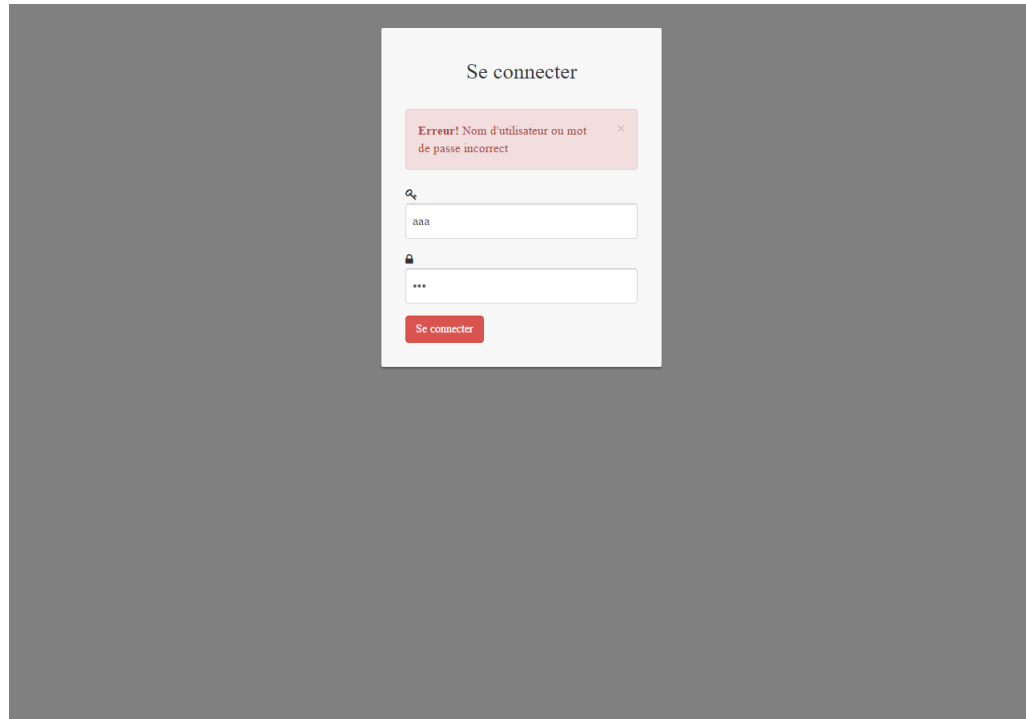 Se connecter
Erreur! Nom d'utilisateur ou mot ×
de passe incorrect
aaa
•••
Se connecter